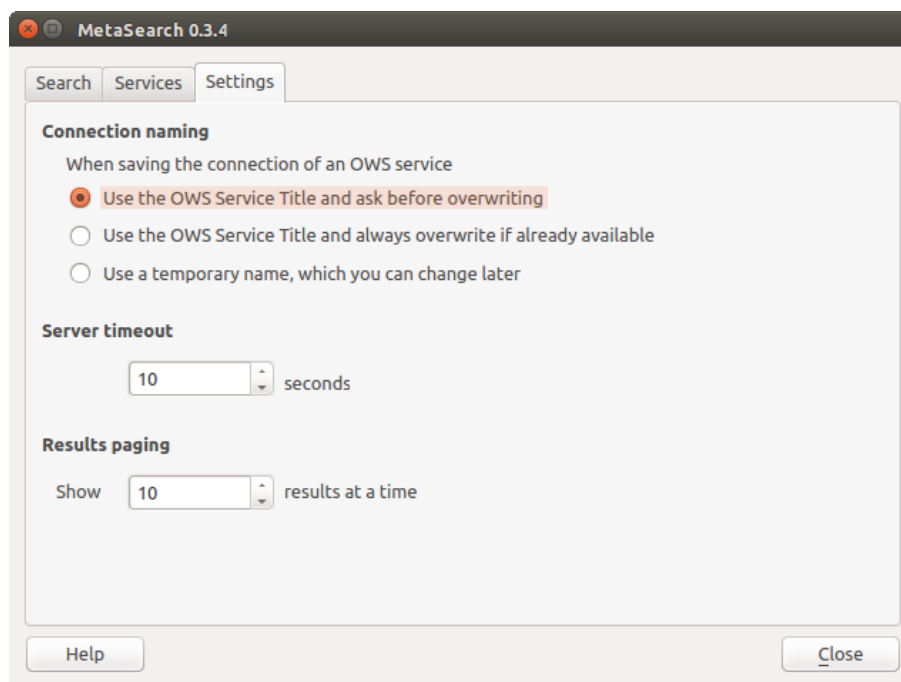 MetaSearch 0.3.4
Search Services Settings
Connection naming
When saving the connection of an OWS service
Use the OWS Service Title and ask before overwriting
Use the OWS Service Title and always overwrite if already available
Use a temporary name, which you can change later
Server timeout
10 seconds
Results paging
Show 10 results at a time
Help Close